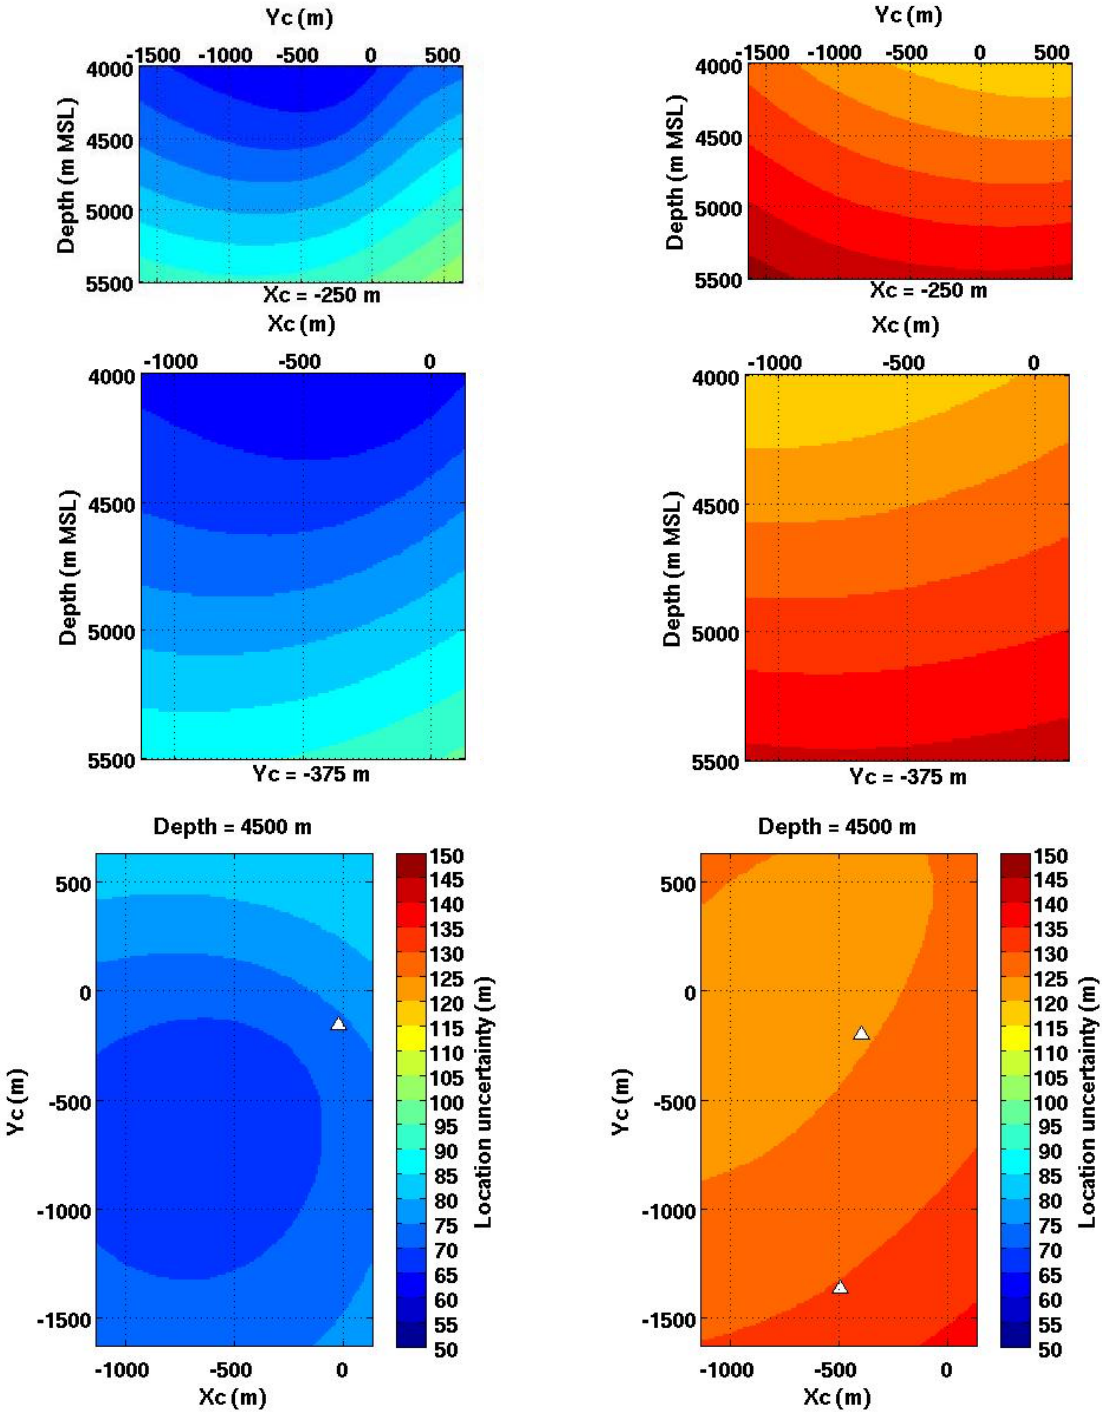 Yc (m)
-1500 -1000 -500 0 500
4000
4500
5000
5500
Depth (m MSL)
Xc = -250 m
Yc (m)
-1500 -1000 -500 0 500
4000
4500
5000
5500
Depth (m MSL)
Xc = -250 m
Xc (m)
-1000 -500 0
4000
4500
5000
5500
Depth (m MSL)
Yc = -375 m
Xc (m)
-1000 -500 0
4000
4500
5000
5500
Depth (m MSL)
Yc = -375 m
Depth = 4500 m
500
0
-500
-1000
-1500
Yc (m)
-1000 -500 0
Xc (m)
150
145
140
135
130
125
120
115
110
105
100
95
90
85
80
75
70
65
60
55
50
Location uncertainty (m)
Depth = 4500 m
500
0
-500
-1000
-1500
Yc (m)
-1000 -500 0
Xc (m)
150
145
140
135
130
125
120
115
110
105
100
95
90
85
80
75
70
65
60
55
50
Location uncertainty (m)